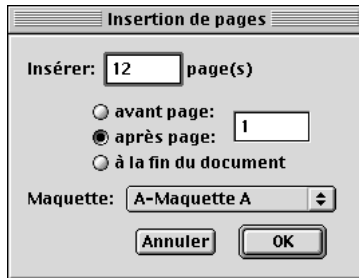 Insertion de pages
Insérer: 12 page(s)
avant page:
après page: 1
à la fin du document
Maquette: A-Maquette A
Annuler OK